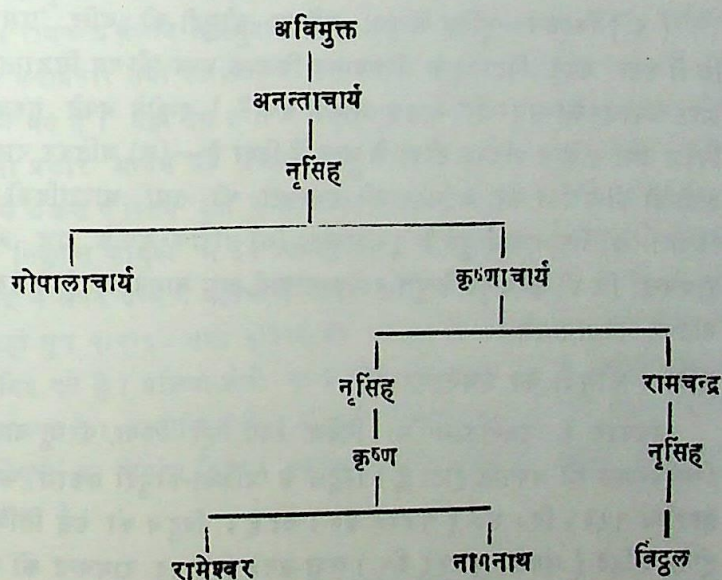 अविमुक्त
अनन्ताचार्य
नृसिंह
गोपालाचार्य कृष्णाचार्य
नृसिंह रामचन्द्र
कृष्ण नृसिंह
रामेश्वर नागनाथ विट्ठल